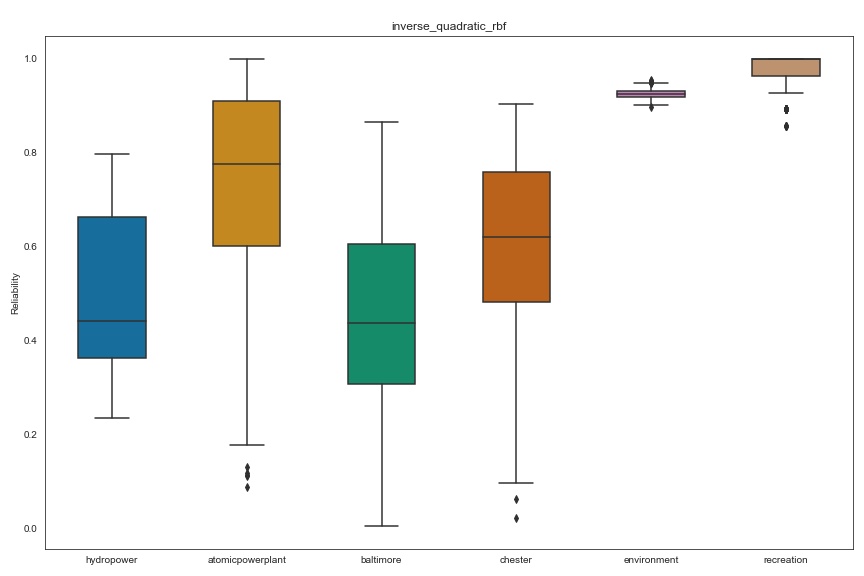 inverse_quadratic_rbf
1.0
0.8
0.6
0.4
0.2
0.0
Reliability
hydropower atomicpowerplant baltimore chester environment recreation